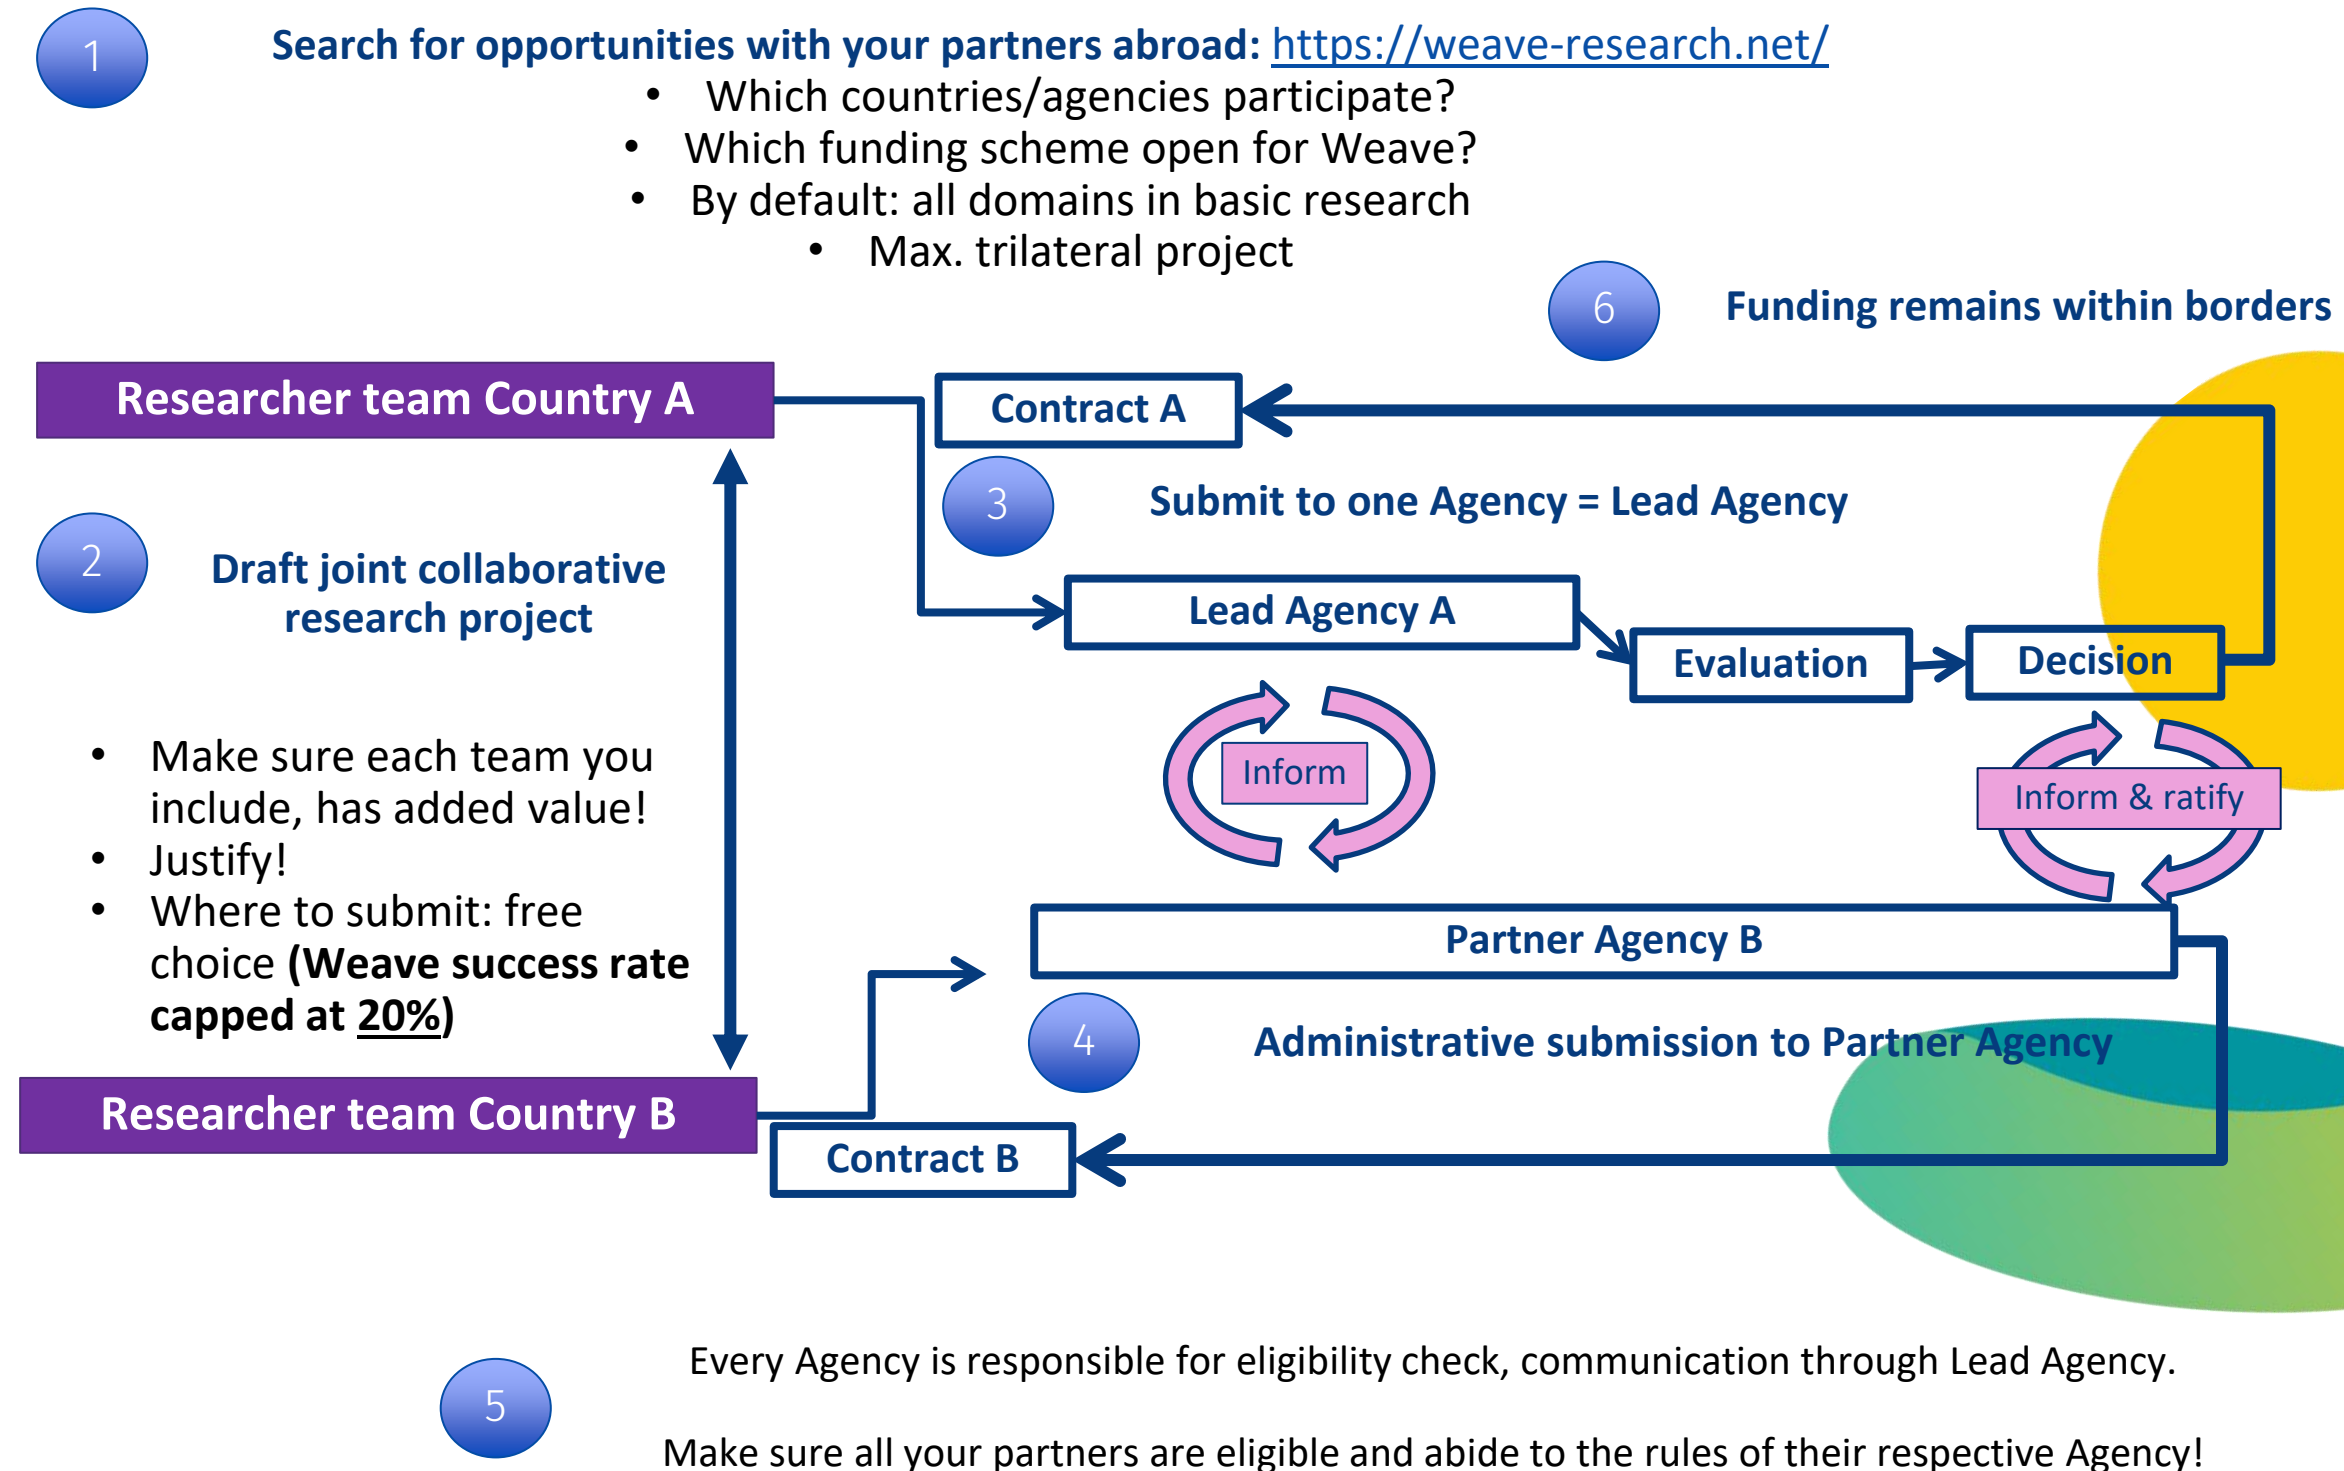 1
Search for opportunities with your partners abroad: https://weave-research.net/
• Which countries/agencies participate?
• Which funding scheme open for Weave?
• By default: all domains in basic research
• Max. trilateral project
6
Funding remains within borders
Researcher team Country A
Contract A
3
Submit to one Agency = Lead Agency
2
Draft joint collaborative
research project
Lead Agency A
Evaluation
Decision
Inform
Inform & ratify
• Make sure each team you
include, has added value!
• Justify!
• Where to submit: free
choice (Weave success rate
capped at 20%)
Partner Agency B
4
Administrative submission to Partner Agency
Researcher team Country B
Contract B
5
Every Agency is responsible for eligibility check, communication through Lead Agency.
Make sure all your partners are eligible and abide to the rules of their respective Agency!